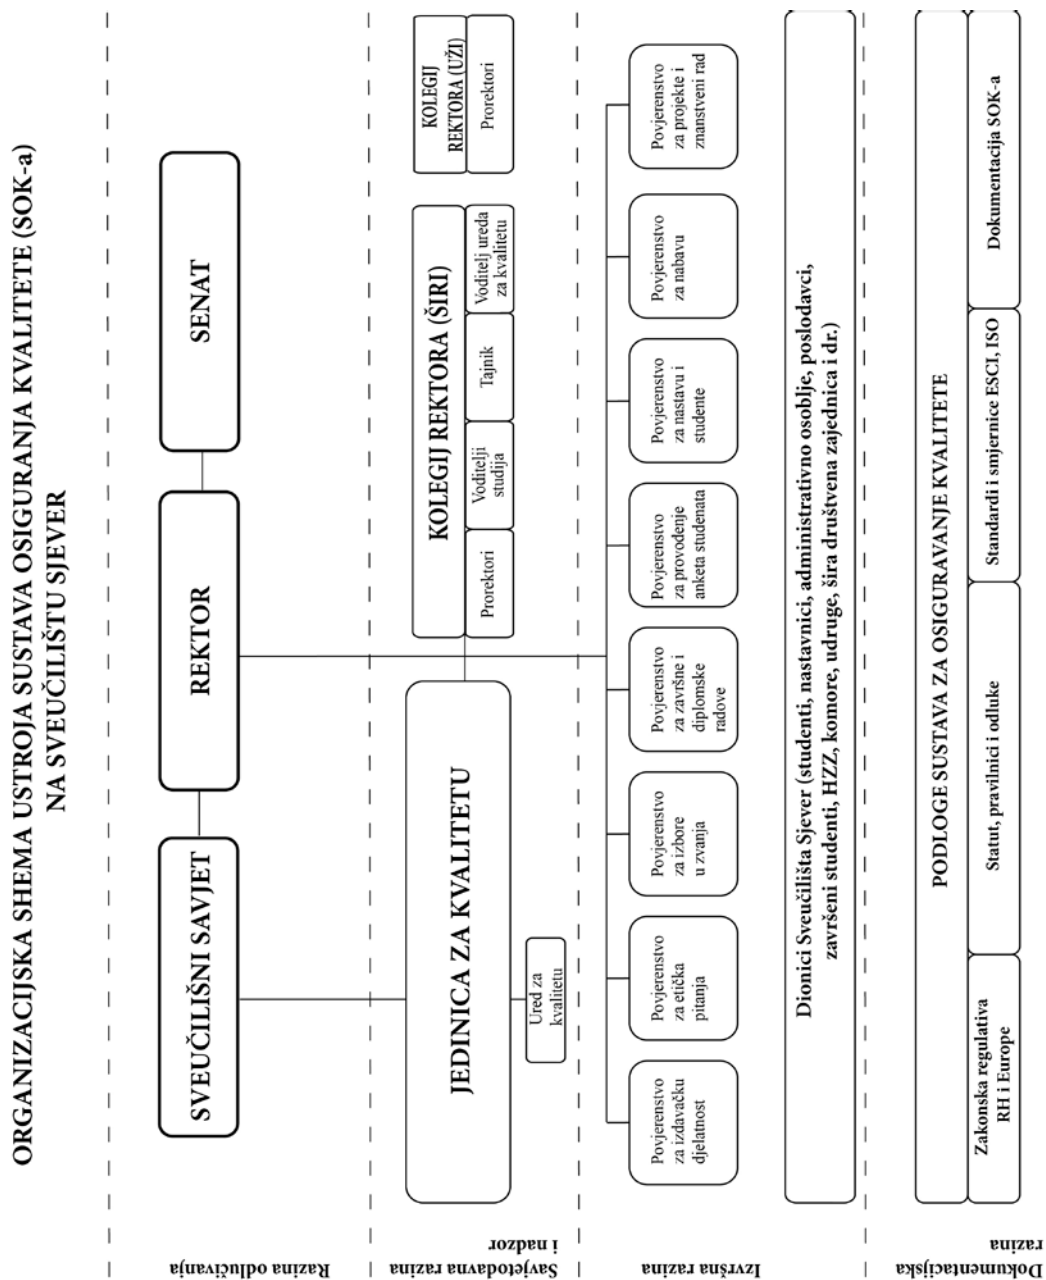 ORGANIZACIJSKA SHEMA USTROJA SUSTAVA OSIGURANJA KVALITETE (SOK-a)
NA SVEUČILIŠTU SJEVER
Razina odlučivanja
SVEUČILIŠNI SAVJET
REKTOR
SENAT
Savjetodavna razina
i nadzor
JEDINICA ZA KVALITETU
Ured za
kvalitetu
KOLEGIJ REKTORA (ŠIRI)
Prorektori
Voditelji
studija
Tajnik
Voditelj ureda
za kvalitetu
KOLEGIJ
REKTORA (UŽI)
Prorektori
Izvršna razina
Povjerenstvo
za izdavačku
djelatnost
Povjerenstvo
za etička
pitanja
Povjerenstvo
za izbore
u zvanja
Povjerenstvo
za završne i
diplomske
radove
Povjerenstvo
za provođenje
anketa studenata
Povjerenstvo
za nastavu i
studente
Povjerenstvo
za nabavu
Povjerenstvo
za projekte i
znanstveni rad
Dionici Sveučilišta Sjever (studenti, nastavnici, administrativno osoblje, poslodavci,
završeni studenti, HZZ, komore, udruge, šira društvena zajednica i dr.)
Dokumentacijska
razina
PODLOGE SUSTAVA ZA OSIGURAVANJE KVALITETE
Zakonska regulativa
RH i Europe
Statut, pravilnici i odluke
Standardi i smjernice ESCI, ISO
Dokumentacija SOK-a